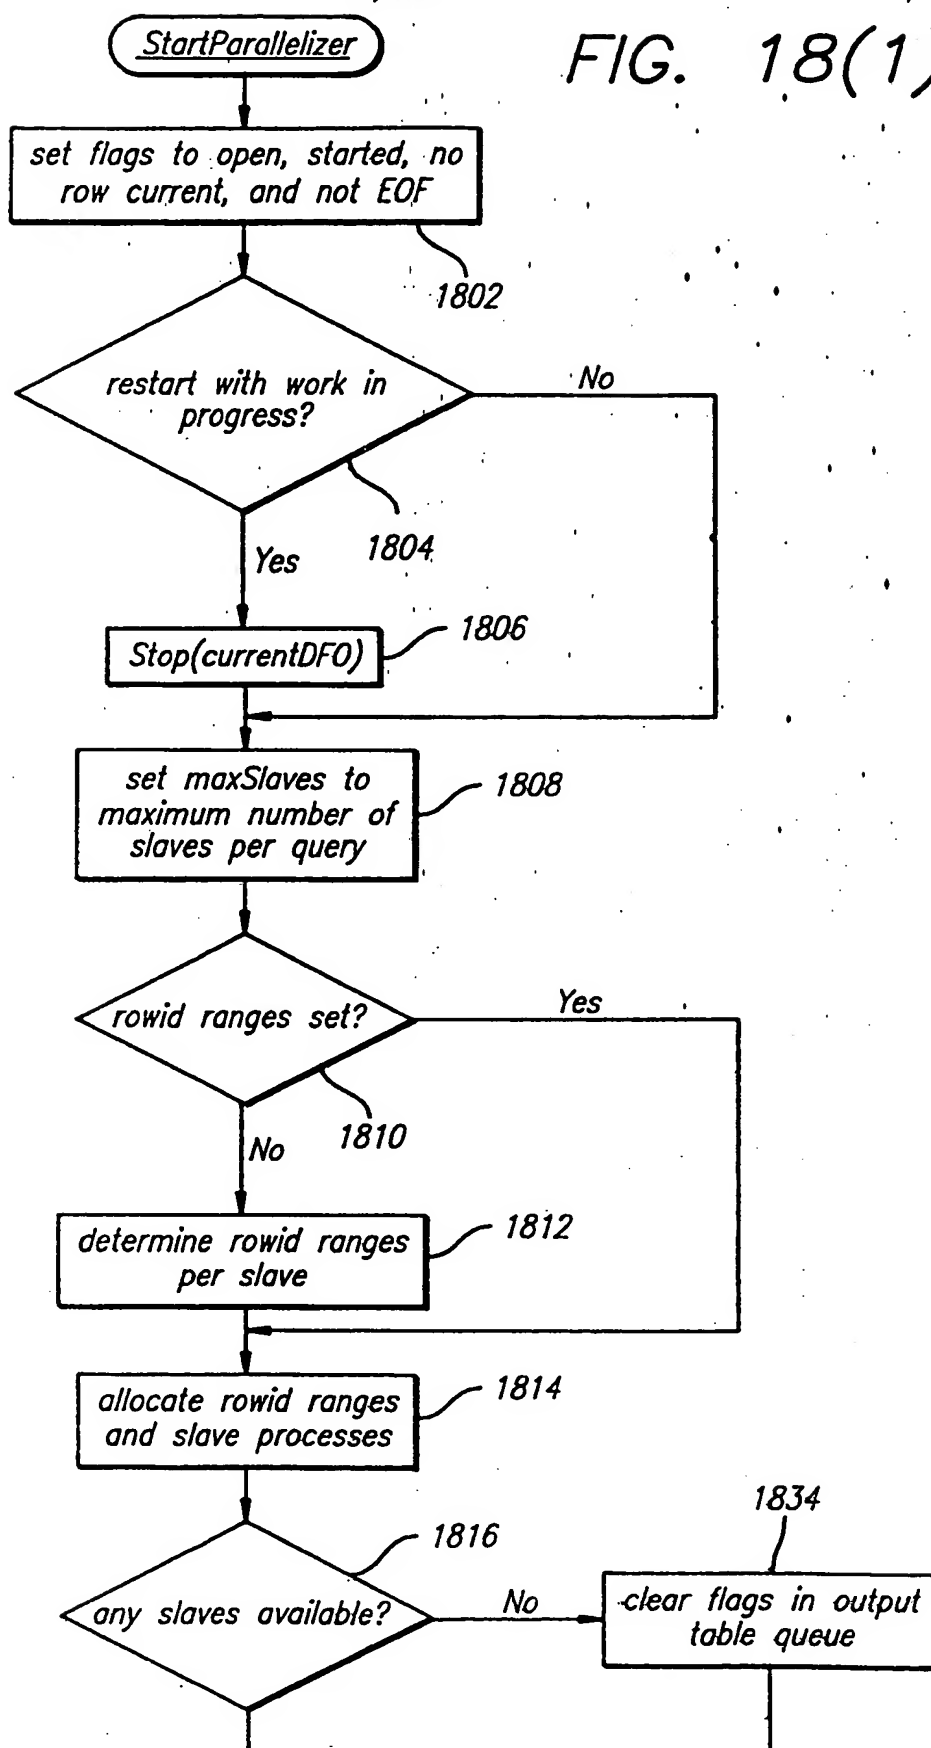 StartParallelizer
FIG. 18(1)
set flags to open, started, no
row current, and not EOF
1802
restart with work in
progress?
No
1804
Yes
Stop(currentDFO)
1806
set maxSlaves to
maximum number of
slaves per query
1808
rowid ranges set?
Yes
1810
No
determine rowid ranges
per slave
1812
allocate rowid ranges
and slave processes
1814
1834
1816
any slaves available?
No
clear flags in output
table queue